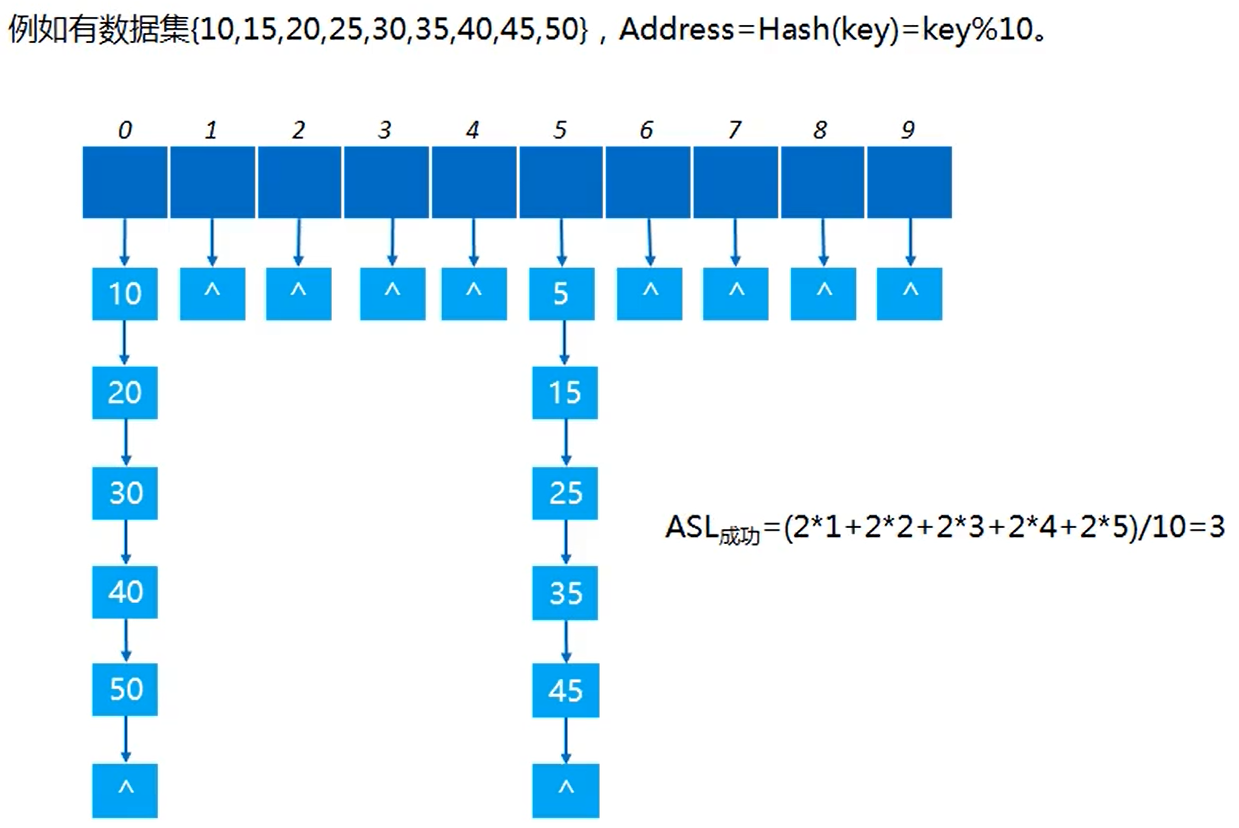 例如有数据集{10,15,20,25,30,35,40,45,50}，Address=Hash(key)=key%10。
0 1 2 3 4 5 6 7 8 9
10 ^ ^ ^ ^ 5 ^ ^ ^ ^
20 15
30 25
ASL成功=(2*1+2*2+2*3+2*4+2*5)/10=3
40 35
50 45
^ ^